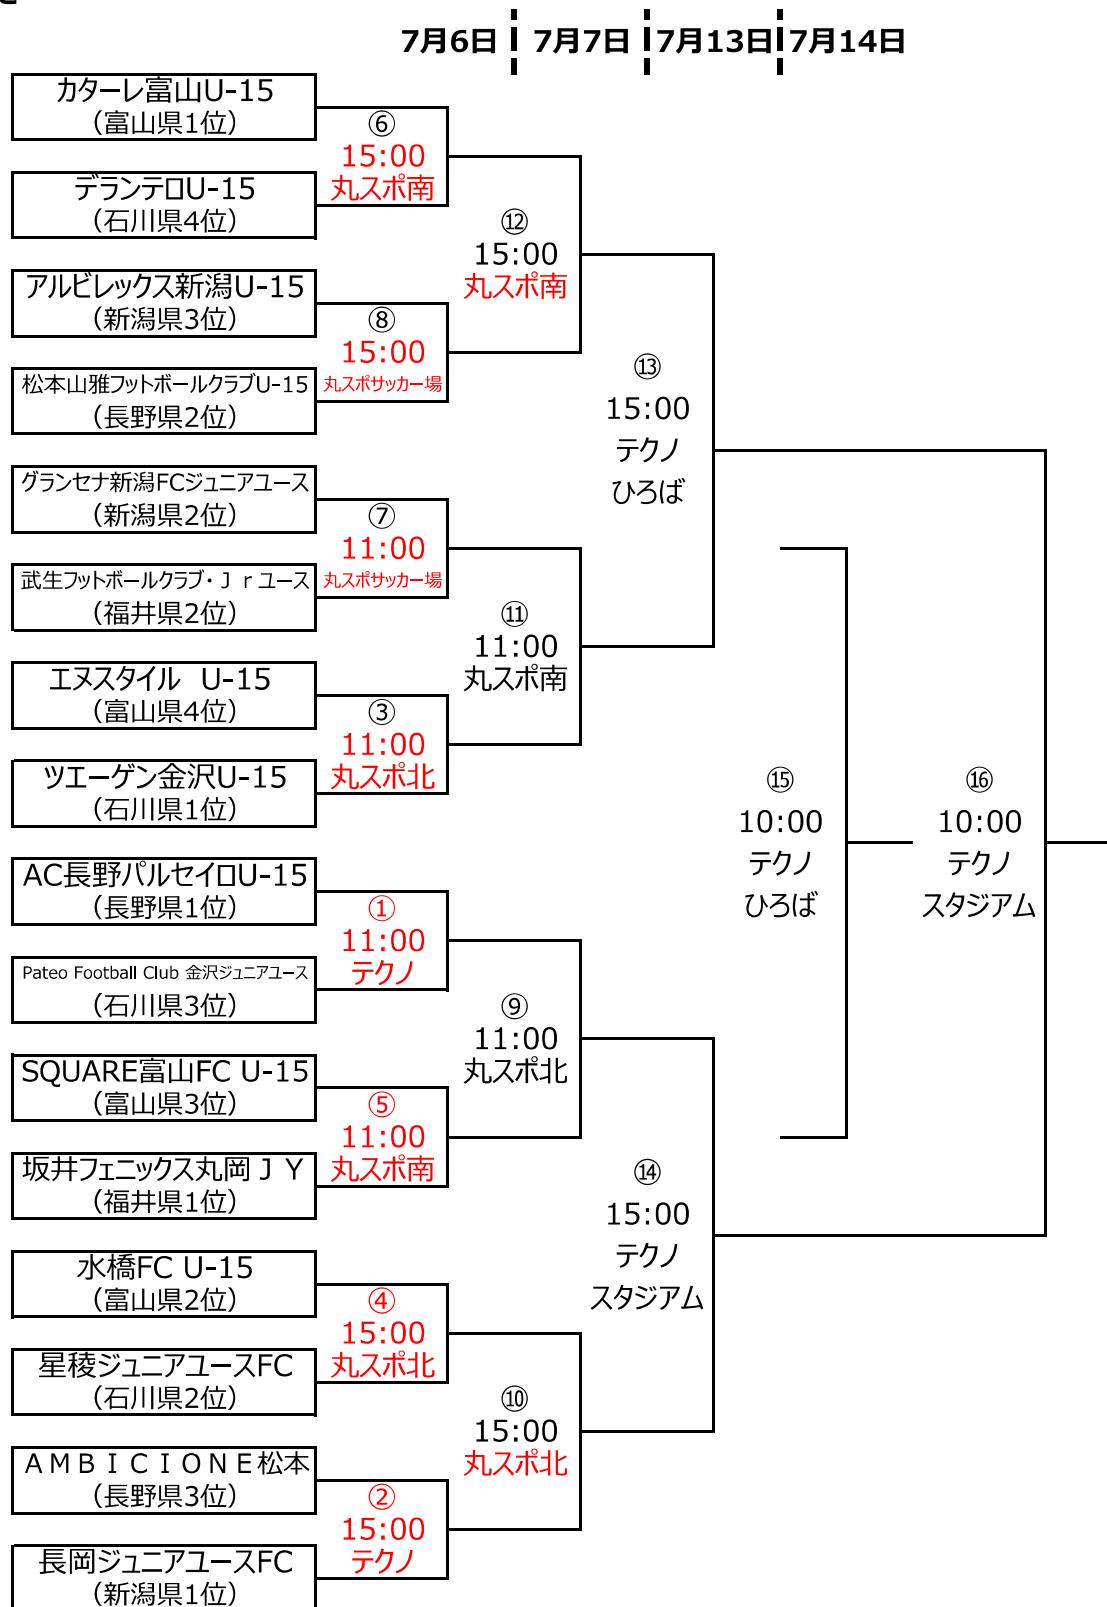 7月6日 7月7日 7月13日 7月14日
カターレ富山U-15
（富山県1位）
⑥
15:00
丸スポ南
デランテロU-15
（石川県4位）
⑫
15:00
丸スポ南
アルビレックス新潟U-15
（新潟県3位）
⑧
15:00
丸スポサッカー場
松本山雅フットボールクラブU-15
（長野県2位）
⑬
15:00
テクノ
ひろば
グランセナ新潟FCジュニアユース
（新潟県2位）
⑦
11:00
丸スポサッカー場
武生フットボールクラブ・Ｊｒユース
（福井県2位）
⑪
11:00
丸スポ南
エヌスタイル　U-15
（富山県4位）
③
11:00
丸スポ北
ツエーゲン金沢U-15
（石川県1位）
⑮
10:00
テクノ
ひろば
⑯
10:00
テクノ
スタジアム
AC長野パルセイロU-15
（長野県1位）
①
11:00
テクノ
Pateo Football Club 金沢ジュニアユース
（石川県3位）
⑨
11:00
丸スポ北
SQUARE富山FC U-15
（富山県3位）
⑤
11:00
丸スポ南
坂井フェニックス丸岡ＪＹ
（福井県1位）
⑭
15:00
テクノ
スタジアム
水橋FC U-15
（富山県2位）
④
15:00
丸スポ北
星稜ジュニアユースFC
（石川県2位）
⑩
15:00
丸スポ北
ＡＭＢＩＣＩＯＮＥ松本
（長野県3位）
②
15:00
テクノ
長岡ジュニアユースFC
（新潟県1位）